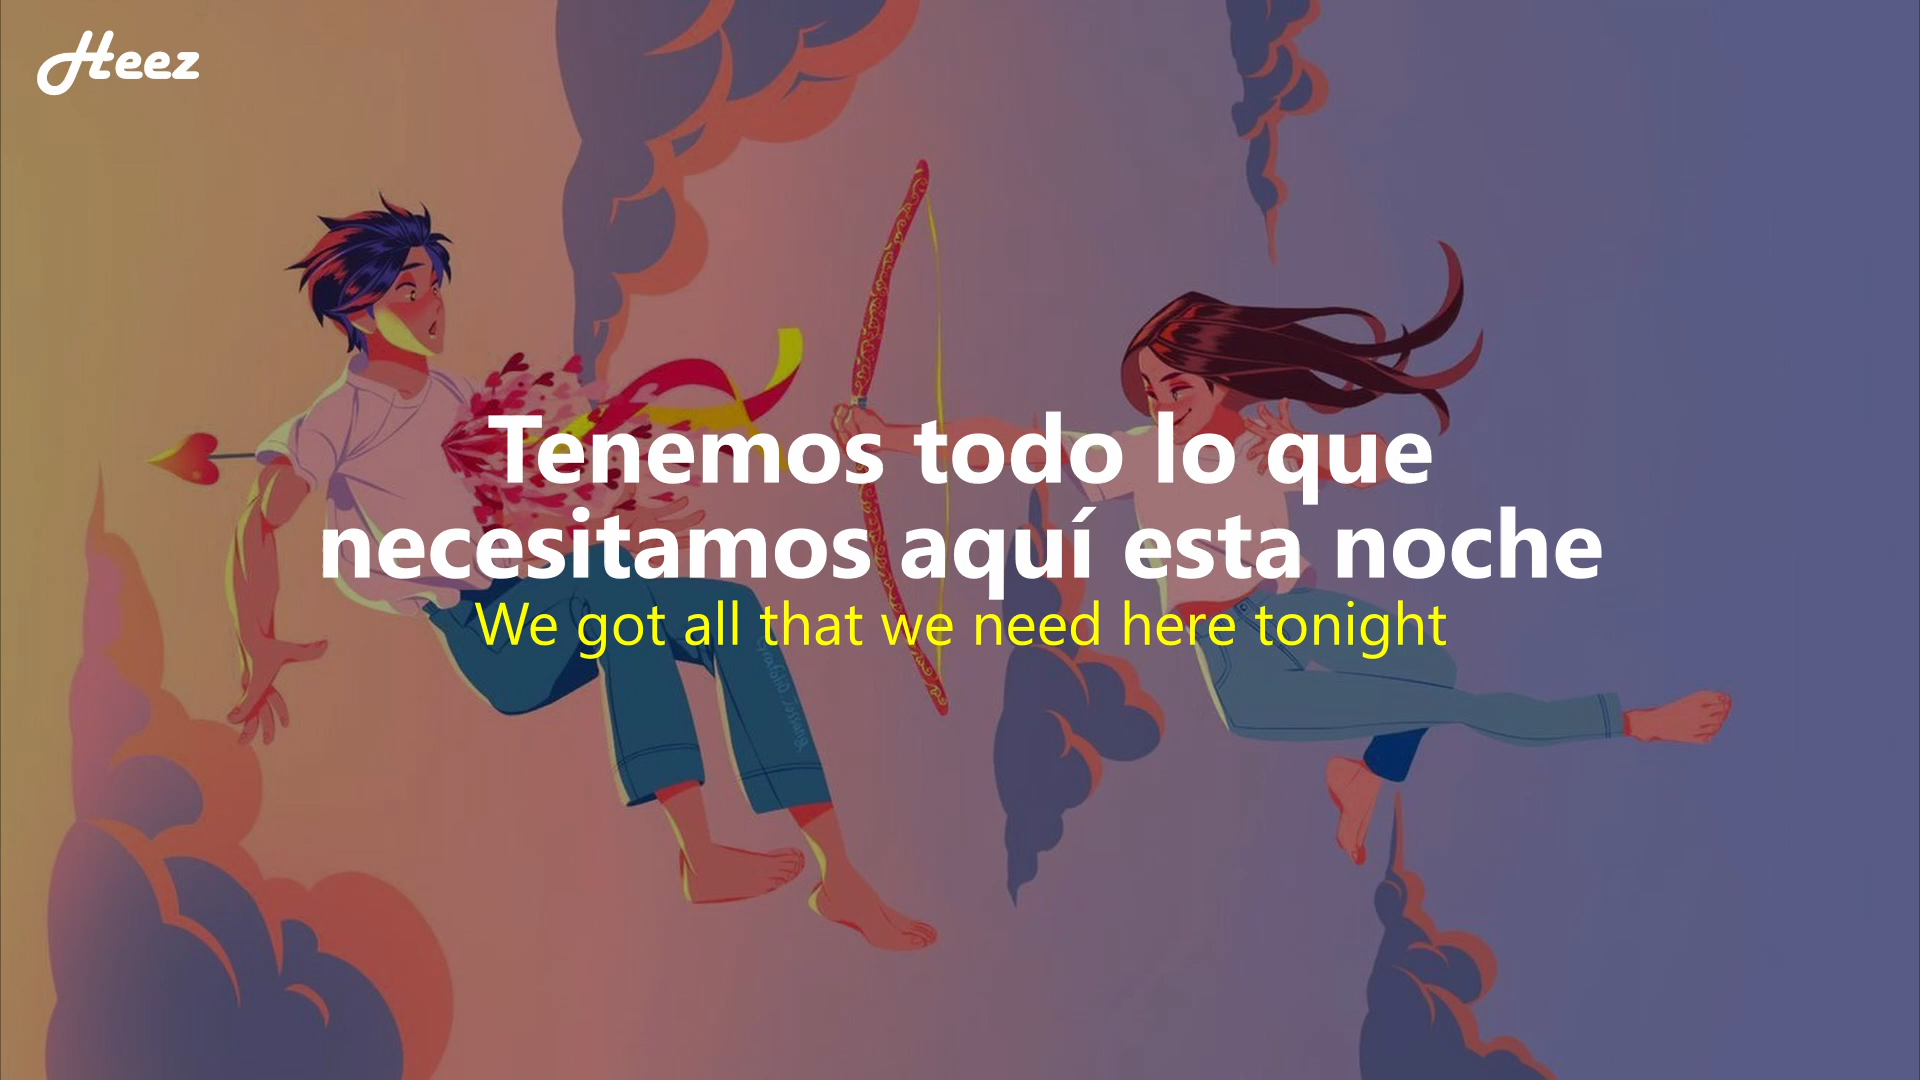 Heez
Tenemos todo lo que
necesitamos aquí esta noche
We got all that we need here tonight